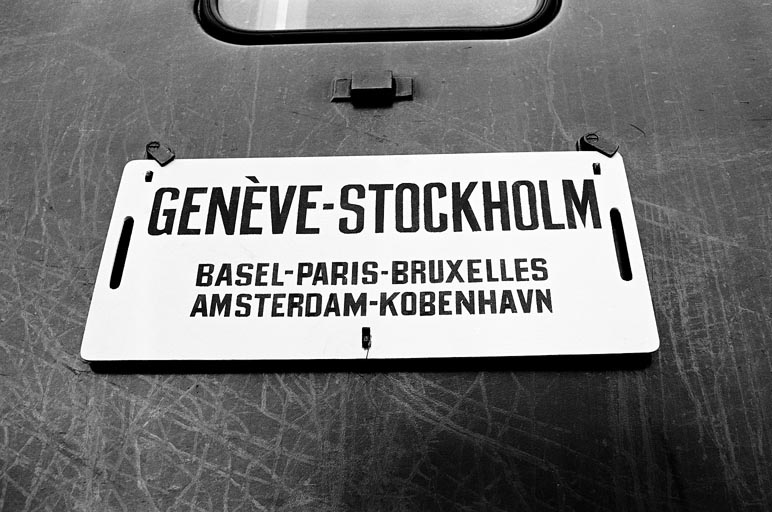 GENÈVE-STOCKHOLM
BASEL-PARIS-BRUXELLES
AMSTERDAM-KOBENHAVN